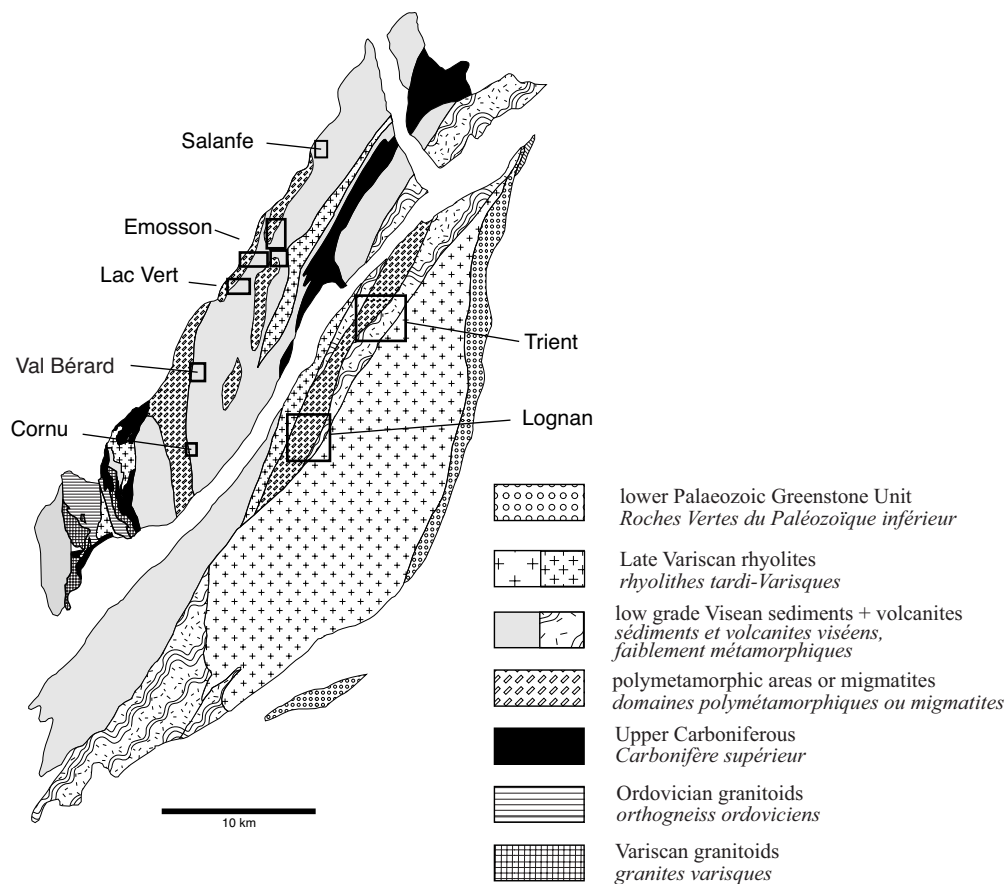 Salanfe
Emosson
Lac Vert
Val Bérard
Cornu
Trient
Lognan
lower Palaeozoic Greenstone Unit
Roches Vertes du Paléozoïque inférieur
Late Variscan rhyolites
rhyolithes tardi-Varisques
low grade Visean sediments + volcanites
sédiments et volcanites viséens,
faiblement métamorphiques
polymetamorphic areas or migmatites
domaines polymétamorphiques ou migmatites
Upper Carboniferous
Carbonifère supérieur
Ordovician granitoids
orthogneiss ordoviciens
Variscan granitoids
granites varisques
10 km